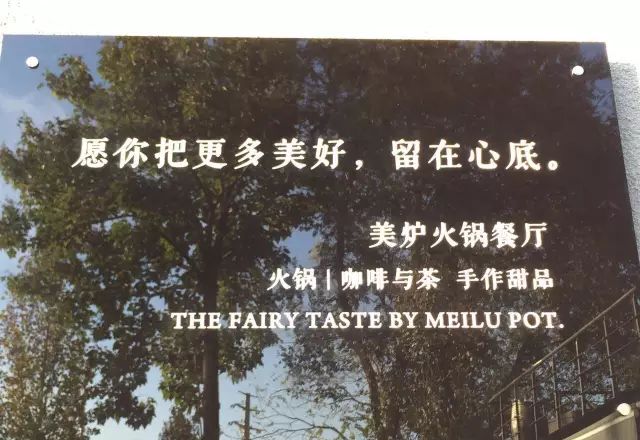 愿你把更多美好，留在心底。
美炉火锅餐厅
火锅｜咖啡与茶 手作甜品
THE FAIRY TASTE BY MEILU POT.